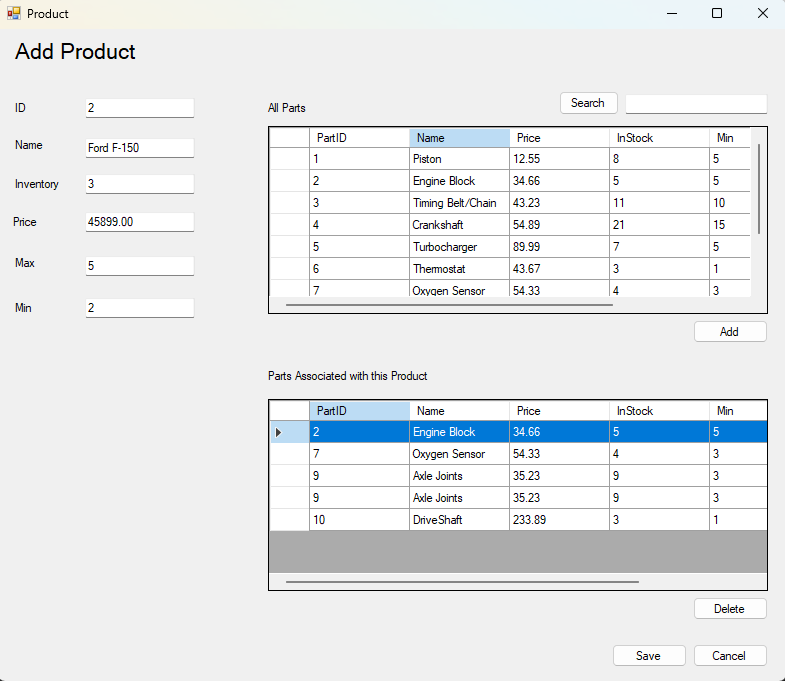 Product
Add Product
ID 2
Name Ford F-150
Inventory 3
Price 45899.00
Max 5
Min 2
All Parts Search
PartID Name Price InStock Min
1 Piston 12.55 8 5
2 Engine Block 34.66 5 5
3 Timing Belt/Chain 43.23 11 10
4 Crankshaft 54.89 21 15
5 Turbocharger 89.99 7 5
6 Thermostat 43.67 3 1
7 Oxygen Sensor 54.33 4 3
Add
Parts Associated with this Product
PartID Name Price InStock Min
2 Engine Block 34.66 5 5
7 Oxygen Sensor 54.33 4 3
9 Axle Joints 35.23 9 3
9 Axle Joints 35.23 9 3
10 DriveShaft 233.89 3 1
Delete
Save Cancel